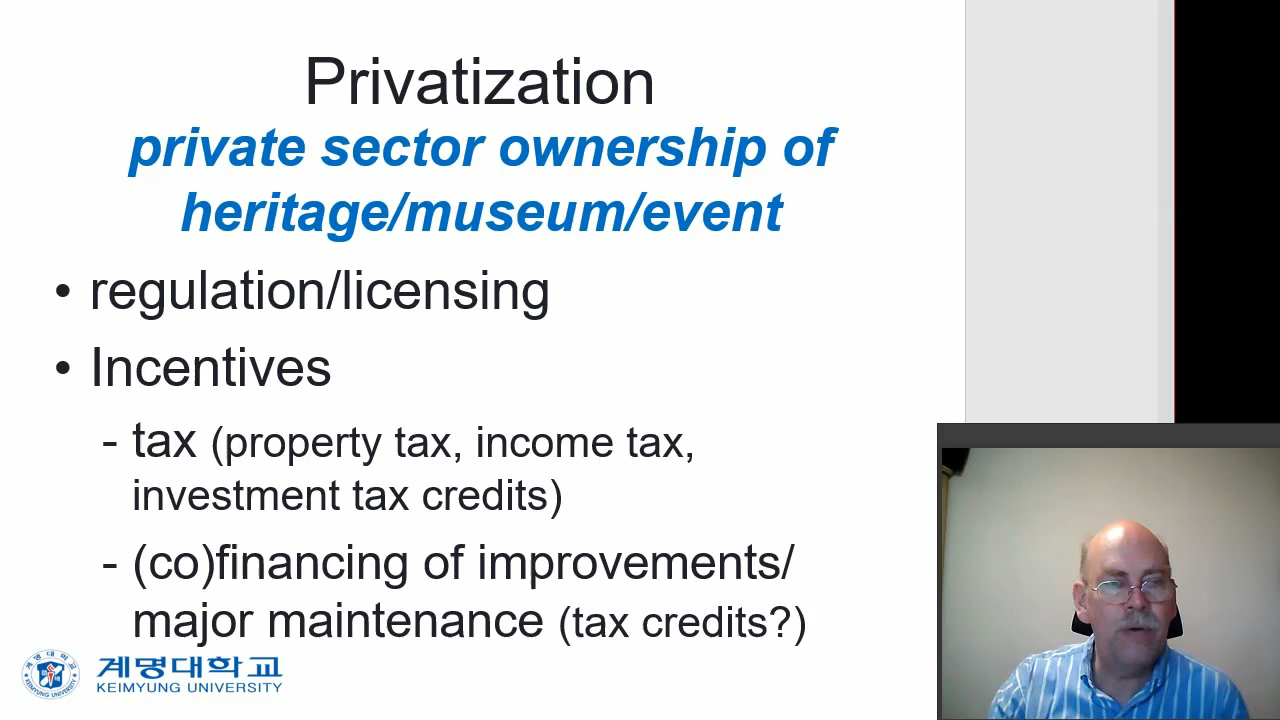 Privatization
private sector ownership of
heritage/museum/event
• regulation/licensing
• Incentives
- tax (property tax, income tax,
investment tax credits)
- (co)financing of improvements/
major maintenance (tax credits?)
계명대학교
KEIMYUNG UNIVERSITY